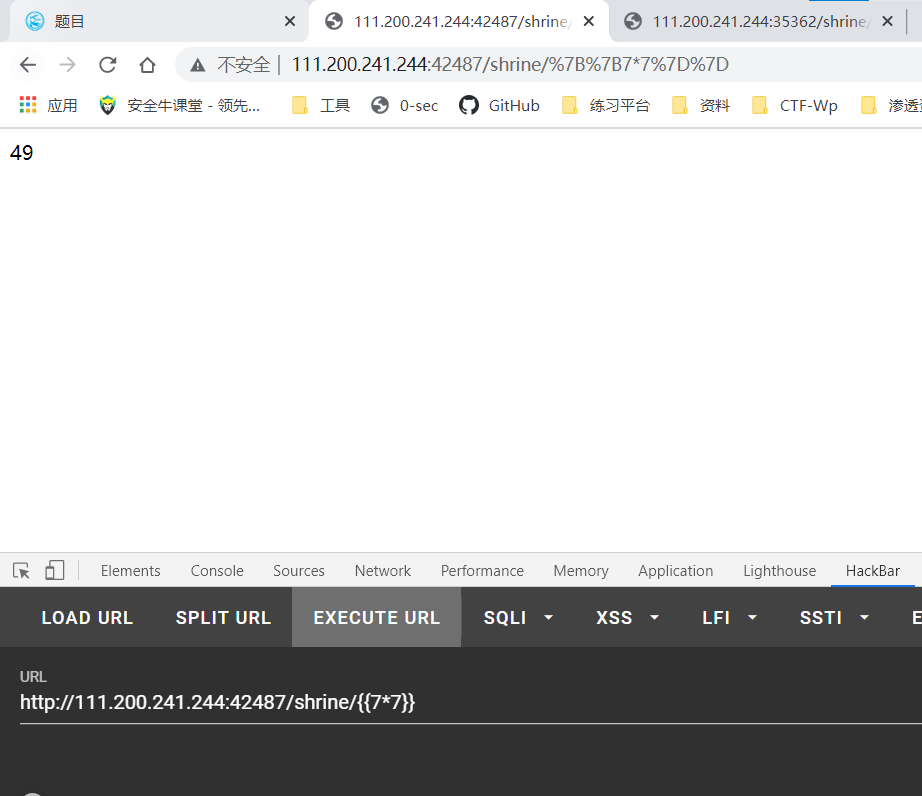 题目 111.200.241.244:42487/shrine/ 111.200.241.244:35362/shrine/
不安全 | 111.200.241.244:42487/shrine/%7B%7B7*7%7D%7D
应用 安全牛课堂 - 领先... 工具 0-sec GitHub 练习平台 资料 CTF-Wp 渗透
49
Elements Console Sources Network Performance Memory Application Lighthouse HackBar
LOAD URL SPLIT URL EXECUTE URL SQLI XSS LFI SSTI E
URL
http://111.200.241.244:42487/shrine/{{7*7}}